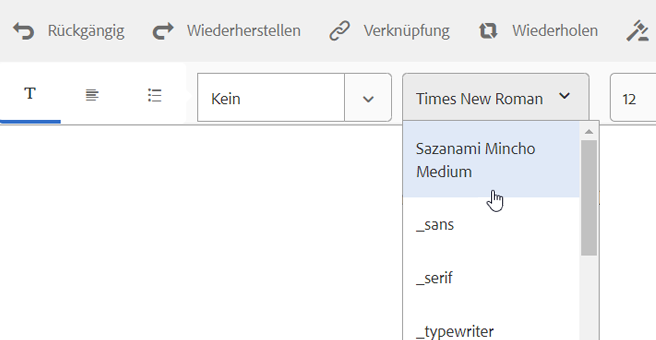 Rückgängig Wiederherstellen Verknüpfung Wiederholen
T Kein Times New Roman 12
Sazanami Mincho
Medium
_sans
_serif
_typewriter